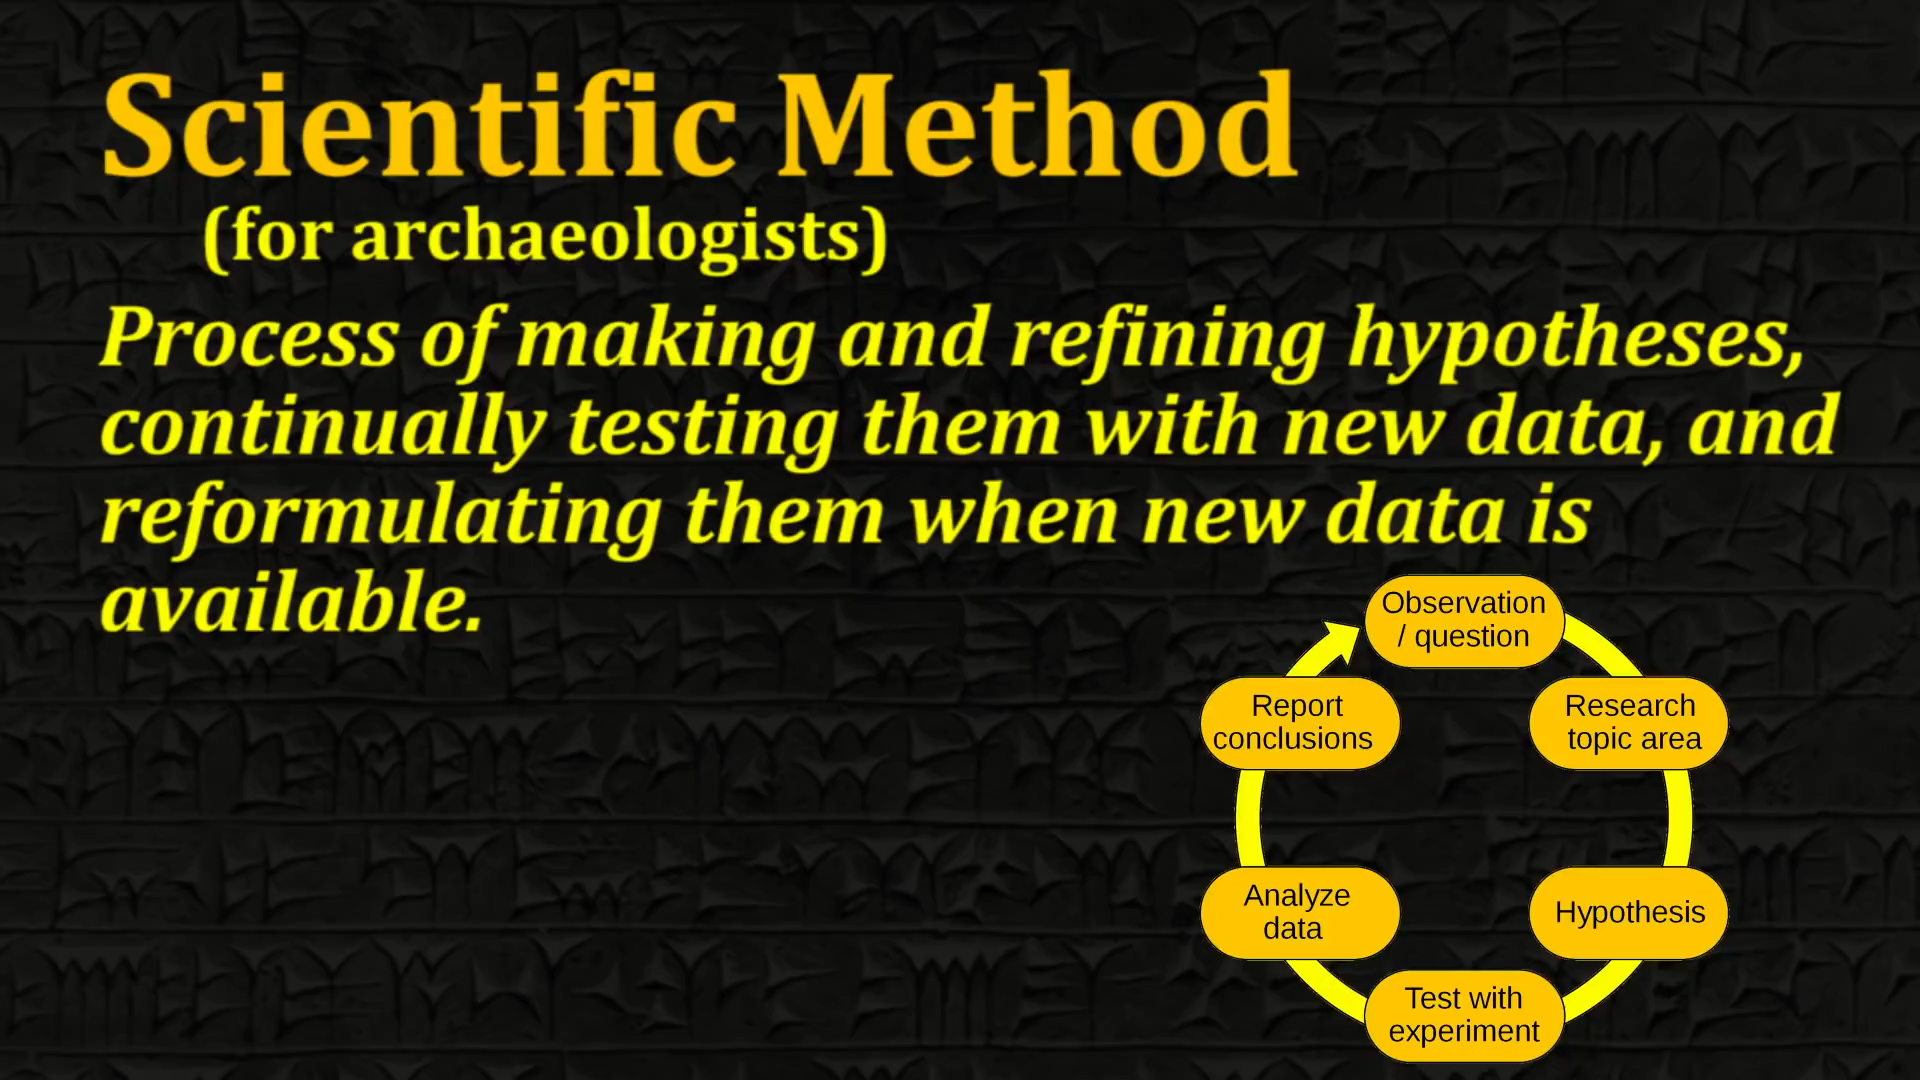 Scientific Method
(for archaeologists)
Process of making and refining hypotheses,
continually testing them with new data, and
reformulating them when new data is
available.
Observation
/ question
Research
topic area
Hypothesis
Test with
experiment
Analyze
data
Report
conclusions